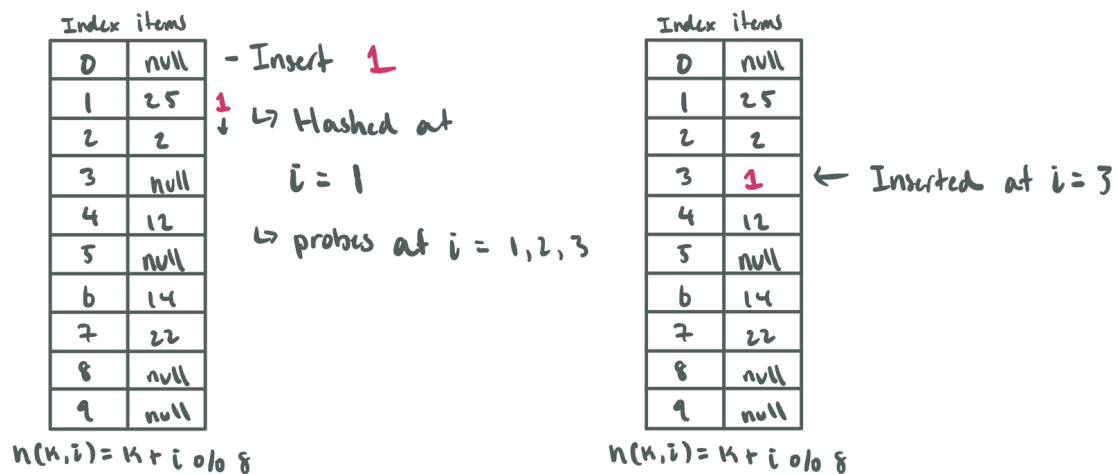 Index items
0 null
1 25
2 2
3 null
4 12
5 null
6 14
7 22
8 null
9 null
h(k,i) = k + i % 8
- Insert 1
1
↓
↳ Hashed at
i = 1
↳ probes at i = 1, 2, 3
Index items
0 null
1 25
2 2
3 1
4 12
5 null
6 14
7 22
8 null
9 null
h(k,i) = k + i % 8
← Inserted at i = 3